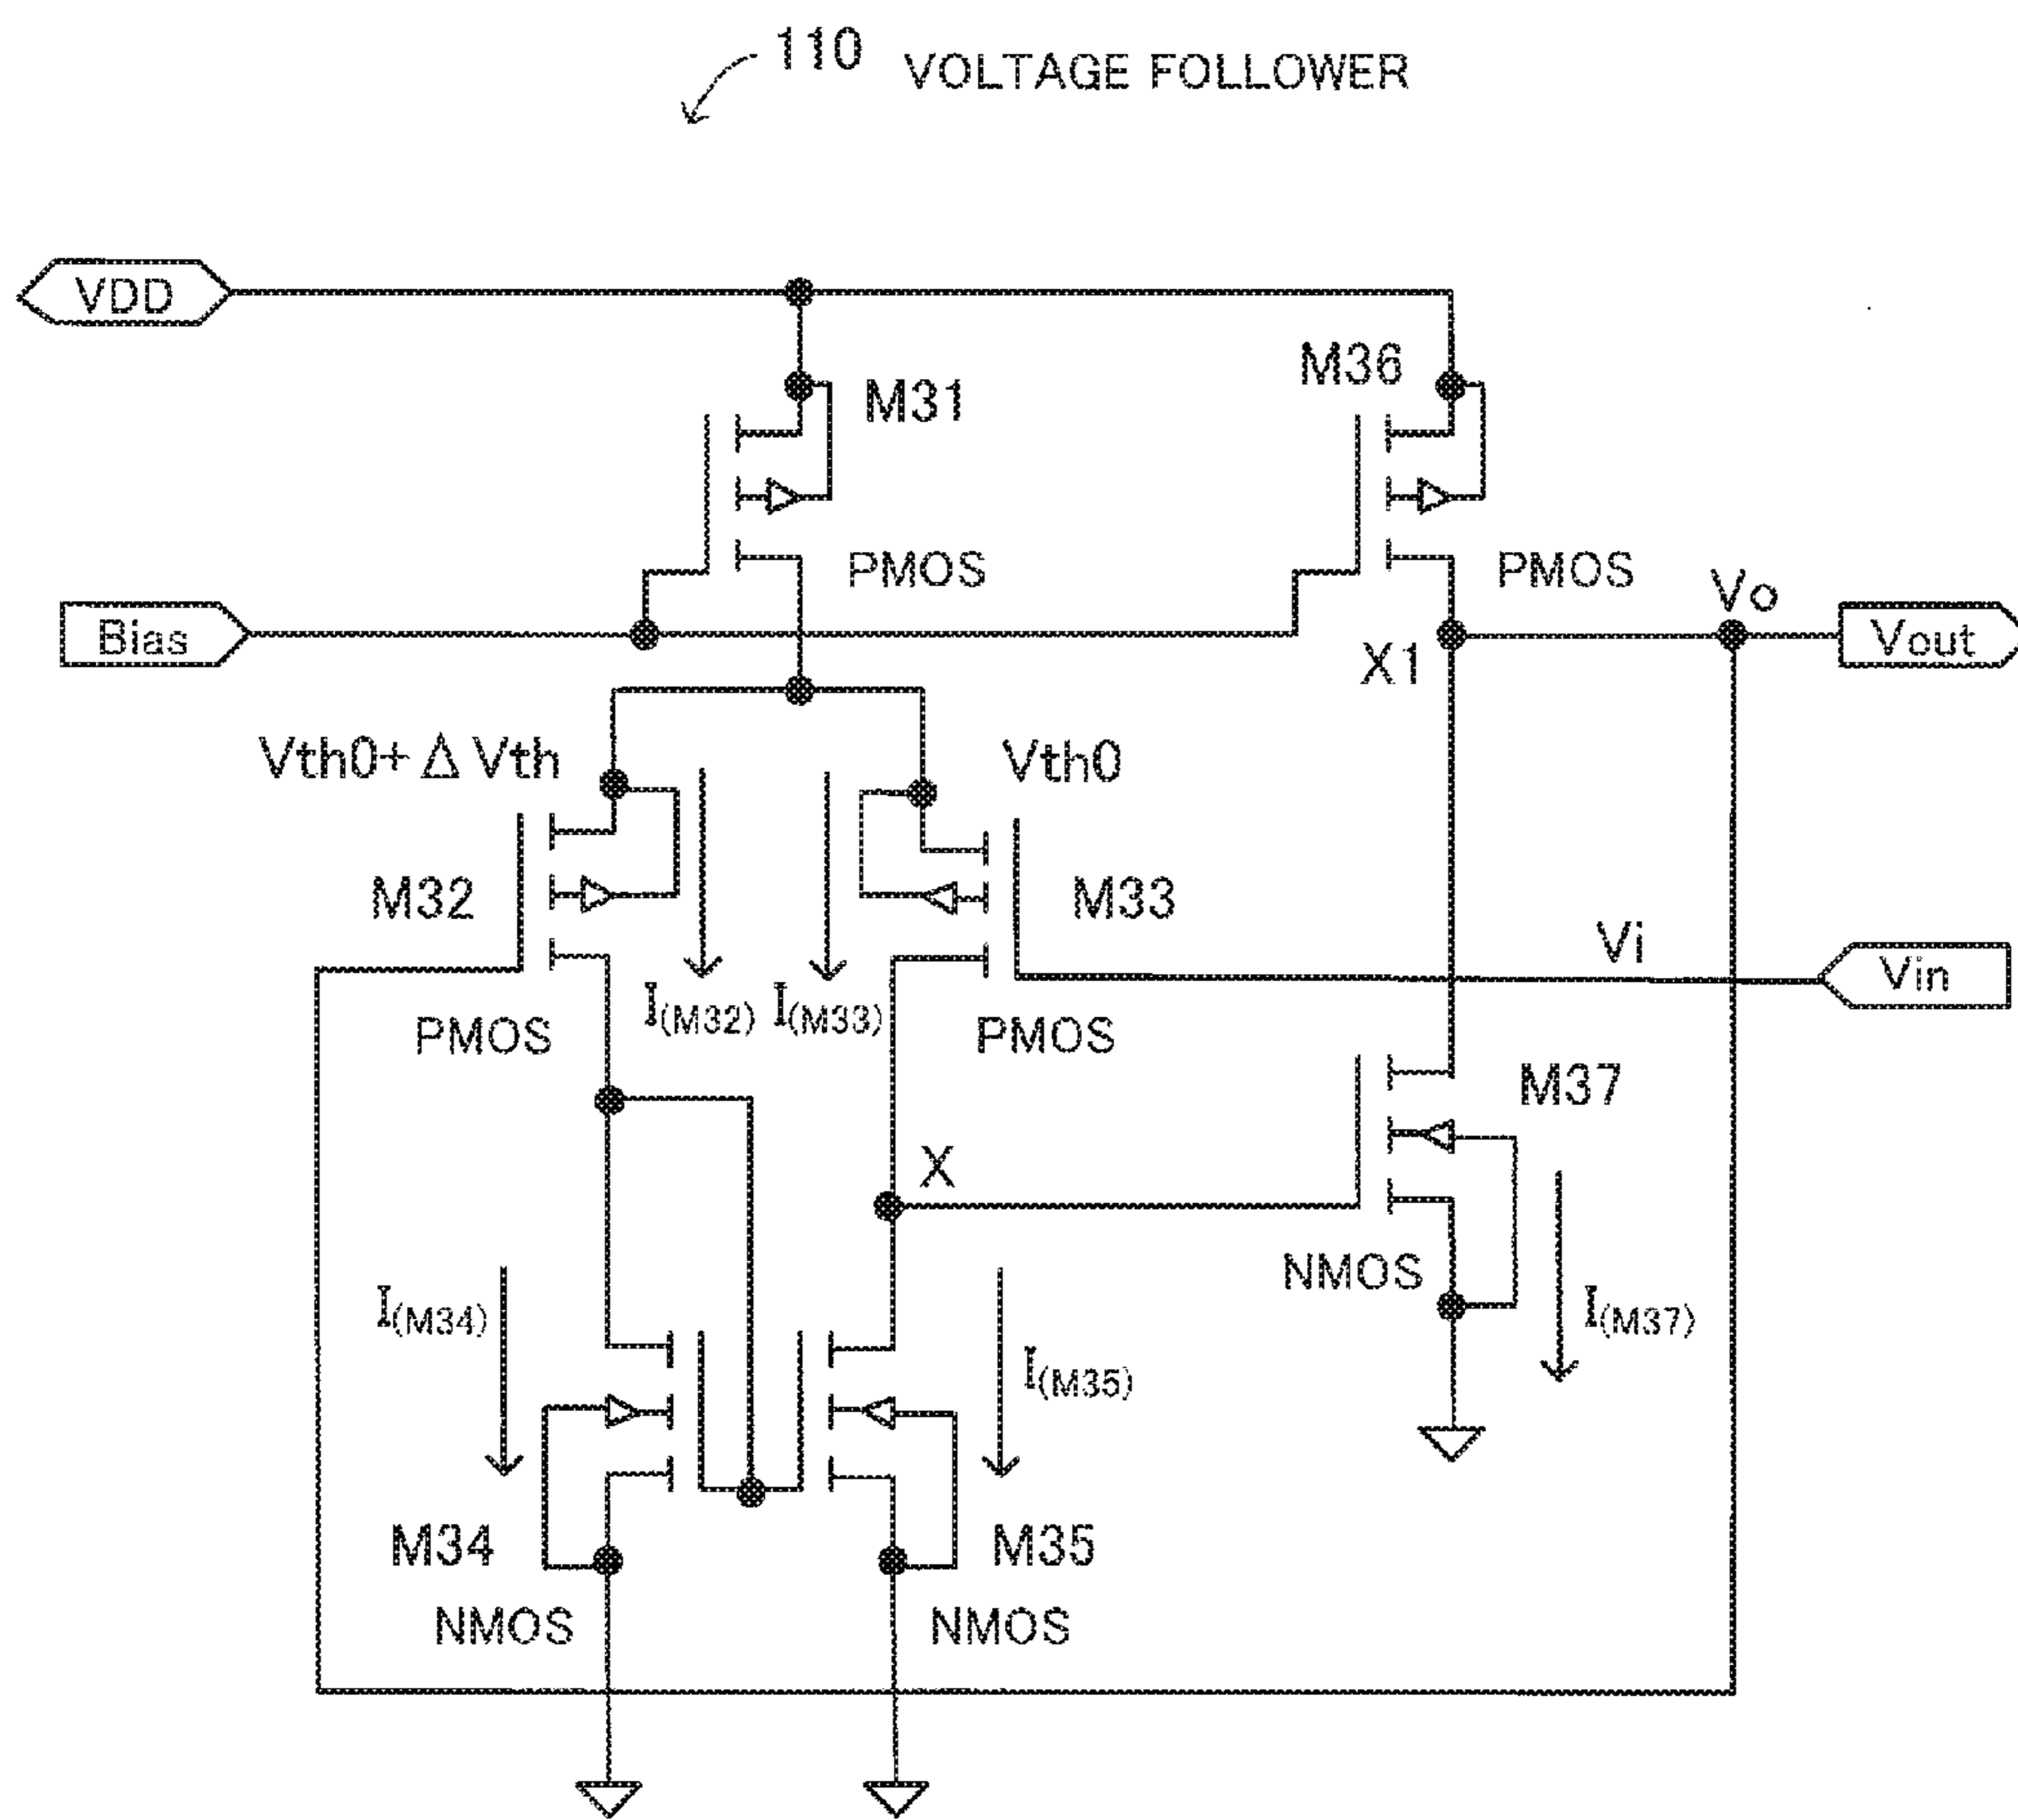 110 VOLTAGE FOLLOWER
VDD
M31
M36
PMOS
PMOS
Bias
X1
Vo
Vout
Vth0+ΔVth
Vth0
M32
M33
Vi
Vin
I(M32)
I(M33)
PMOS
PMOS
M37
X
NMOS
I(M34)
I(M35)
I(M37)
M34
M35
NMOS
NMOS